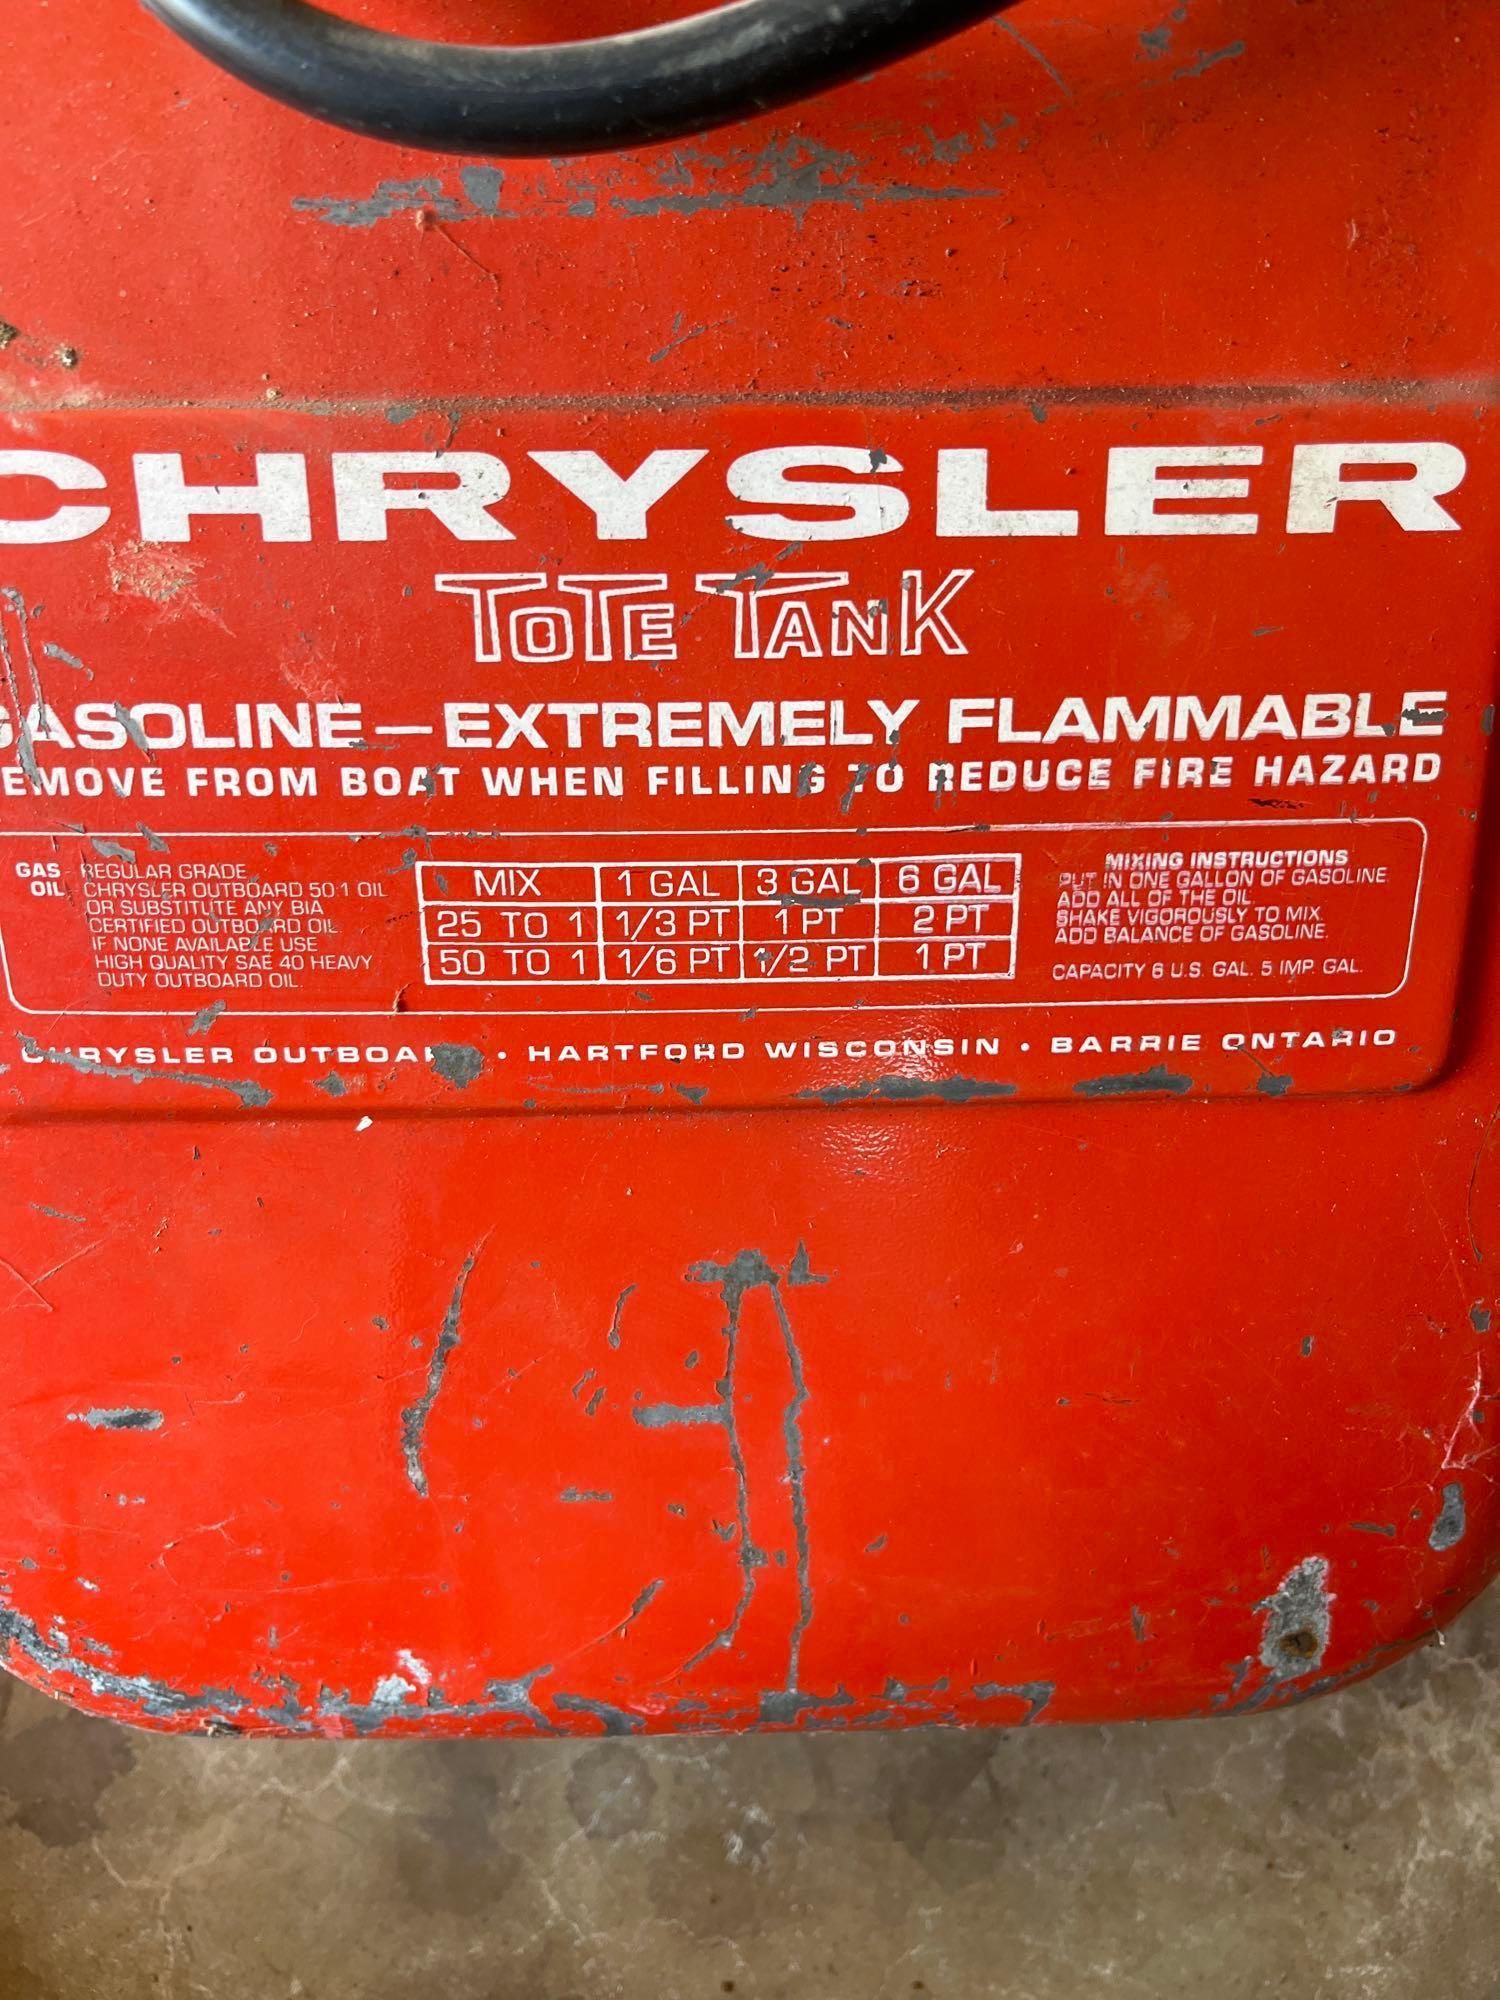 CHRYSLER
TOTE TANK
GASOLINE—EXTREMELY FLAMMABLE
REMOVE FROM BOAT WHEN FILLING TO REDUCE FIRE HAZARD
GAS - REGULAR GRADE
OIL - CHRYSLER OUTBOARD 50:1 OIL
OR SUBSTITUTE ANY BIA
CERTIFIED OUTBOARD OIL
IF NONE AVAILABLE USE
HIGH QUALITY SAE 40 HEAVY
DUTY OUTBOARD OIL.
MIX 1 GAL 3 GAL 6 GAL
25 TO 1 1/3 PT 1 PT 2 PT
50 TO 1 1/6 PT 1/2 PT 1 PT
MIXING INSTRUCTIONS
PUT IN ONE GALLON OF GASOLINE.
ADD ALL OF THE OIL.
SHAKE VIGOROUSLY TO MIX.
ADD BALANCE OF GASOLINE.
CAPACITY 6 U.S. GAL. 5 IMP. GAL.
CHRYSLER OUTBOARD • HARTFORD WISCONSIN • BARRIE ONTARIO